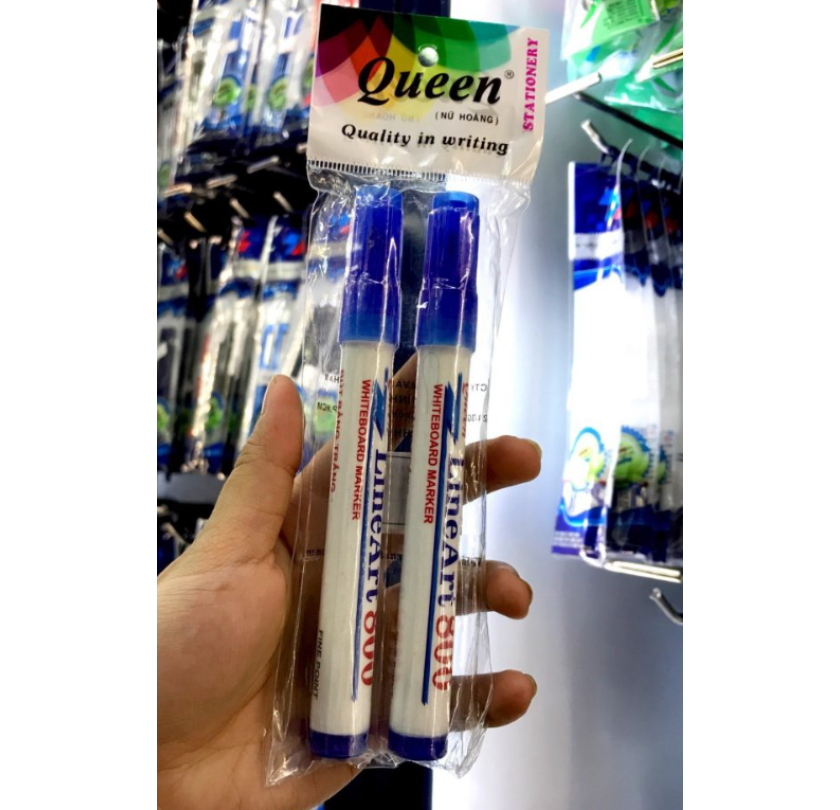 Queen®
(NỮ HOÀNG)
Quality in writing
STATIONERY
BÚT BẢNG TRẮNG
WHITEBOARD MARKER
LineArt 800
FINE POINT
WHITEBOARD MARKER
LineArt 800
CTY